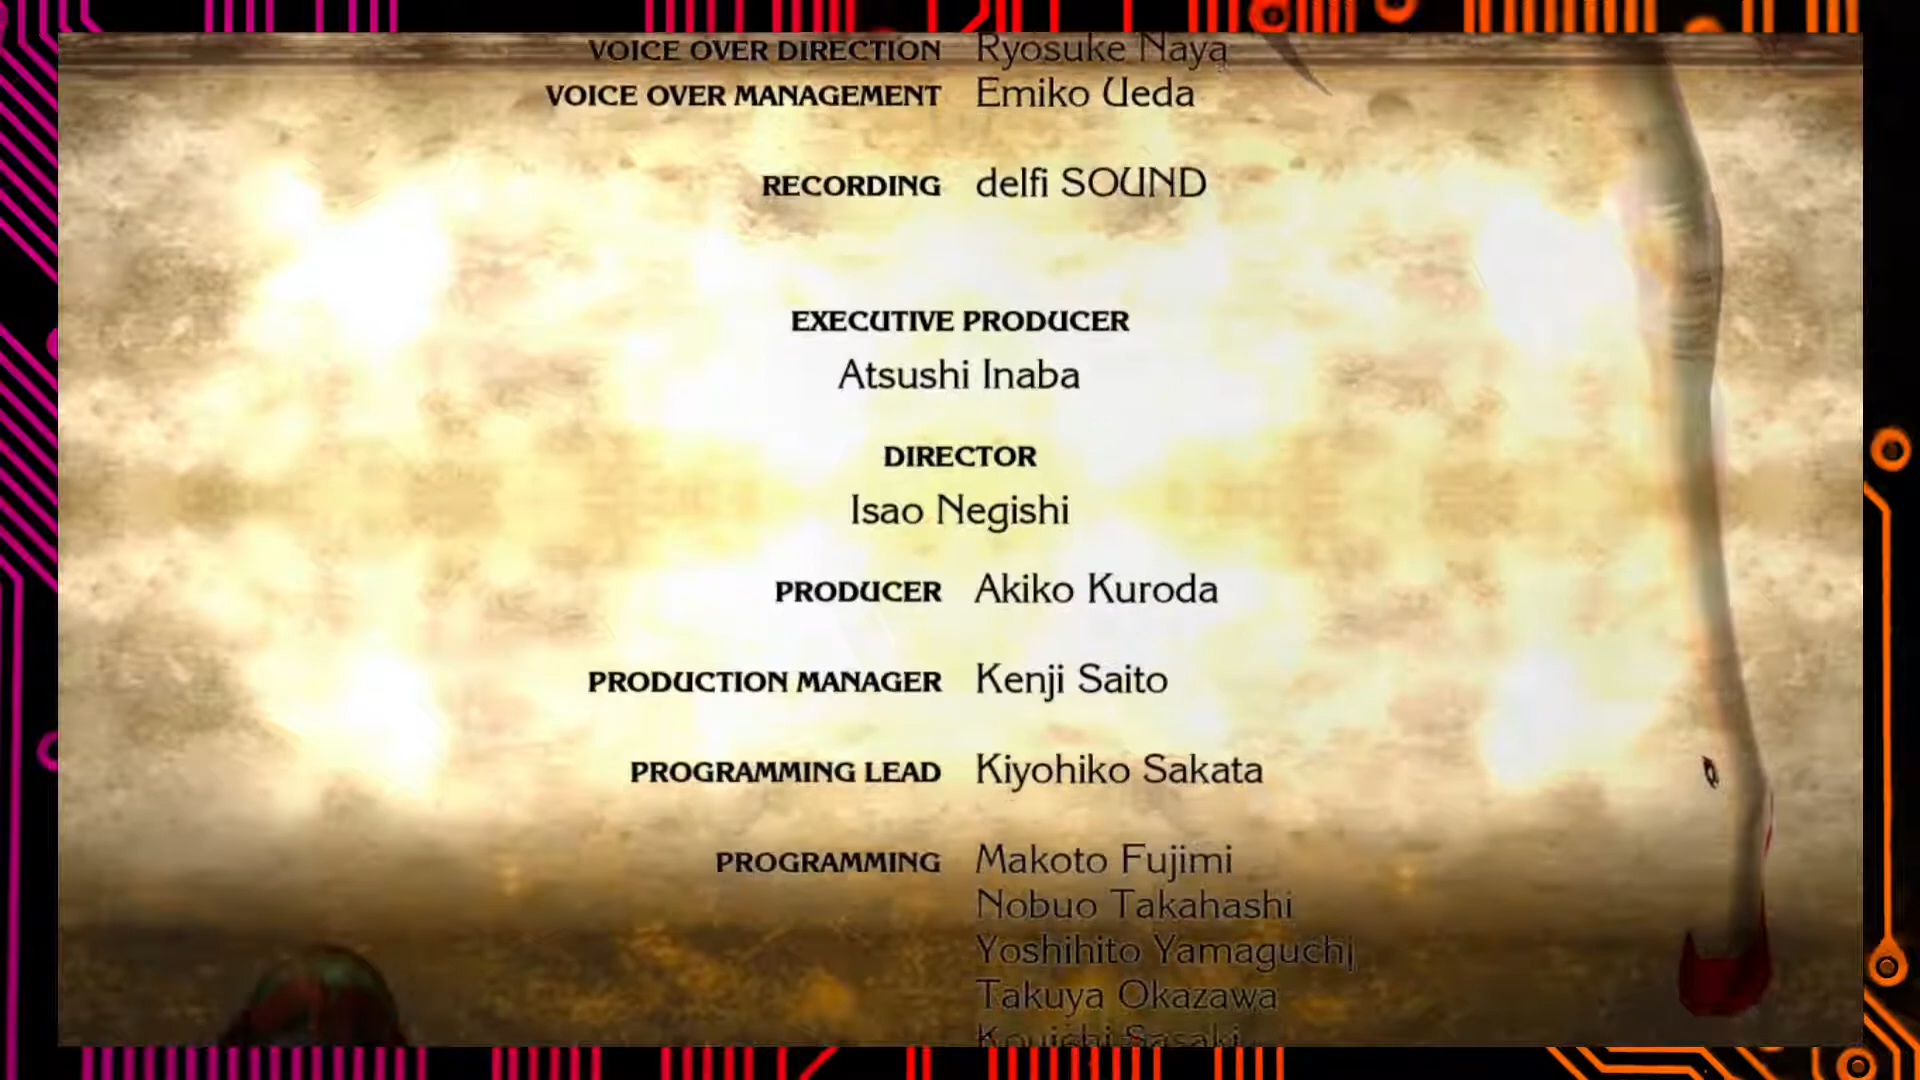 VOICE OVER DIRECTION Ryosuke Naya
VOICE OVER MANAGEMENT Emiko Ueda
RECORDING delfi SOUND
EXECUTIVE PRODUCER
Atsushi Inaba
DIRECTOR
Isao Negishi
PRODUCER Akiko Kuroda
PRODUCTION MANAGER Kenji Saito
PROGRAMMING LEAD Kiyohiko Sakata
PROGRAMMING Makoto Fujimi
Nobuo Takahashi
Yoshihito Yamaguchi
Takuya Okazawa
Kouichi Sasaki